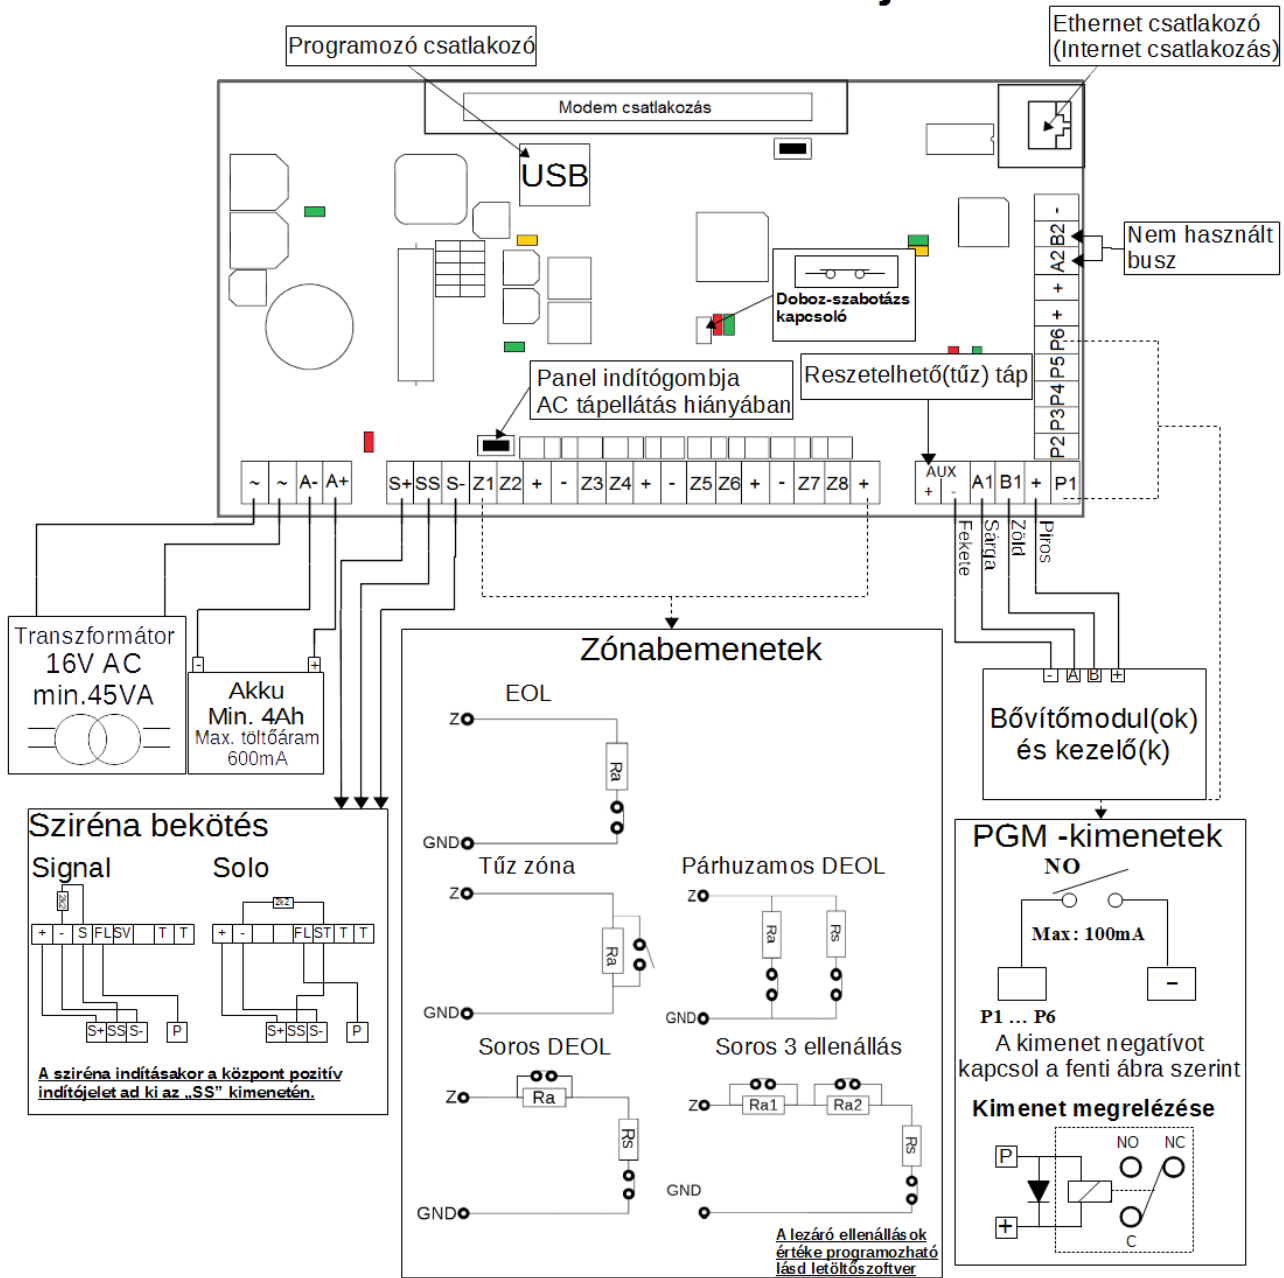 Programozó csatlakozó
Ethernet csatlakozó
(Internet csatlakozás)
Modem csatlakozás
USB
-
B2
A2
+
+
P6
P5
P4
P3
P2
Nem használt
busz
Doboz-szabotázs
kapcsoló
Panel indítógombja
AC tápellátás hiányában
Reszetelhető(tűz) táp
~ ~ A- A+
S+ SS S- Z1 Z2 + - Z3 Z4 + - Z5 Z6 + - Z7 Z8 +
AUX
+ - A1 B1 + P1
Fekete
Sárga
Zöld
Piros
Transzformátor
16V AC
min.45VA
- +
Akku
Min. 4Ah
Max. töltőáram
600mA
- A B +
Bővítőmodul(ok)
és kezelő(k)
Sziréna bekötés
Signal
2k2
+ - S FL SV T T
S+ SS S- P
Solo
2k2
+ - FL ST T T
S+ SS S- P
A sziréna indításakor a központ pozitív
indítójelet ad ki az „SS” kimenetén.
Zónabemenetek
EOL
Z
Ra
GND
Tűz zóna
Z
Ra
GND
Párhuzamos DEOL
Z
Ra
Rs
GND
Soros DEOL
Z
Ra
Rs
GND
Soros 3 ellenállás
Z
Ra1
Ra2
Rs
GND
A lezáró ellenállások
értéke programozható
lásd letöltőszoftver
PGM -kimenetek
NO
Max: 100mA
-
P1 ... P6
A kimenet negatívot
kapcsol a fenti ábra szerint
Kimenet megrelézése
P
NO
NC
+
C